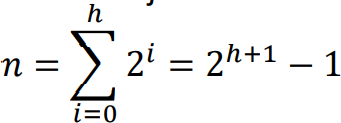 n = ∑_{i=0}^{h} 2^i = 2^{h+1} − 1